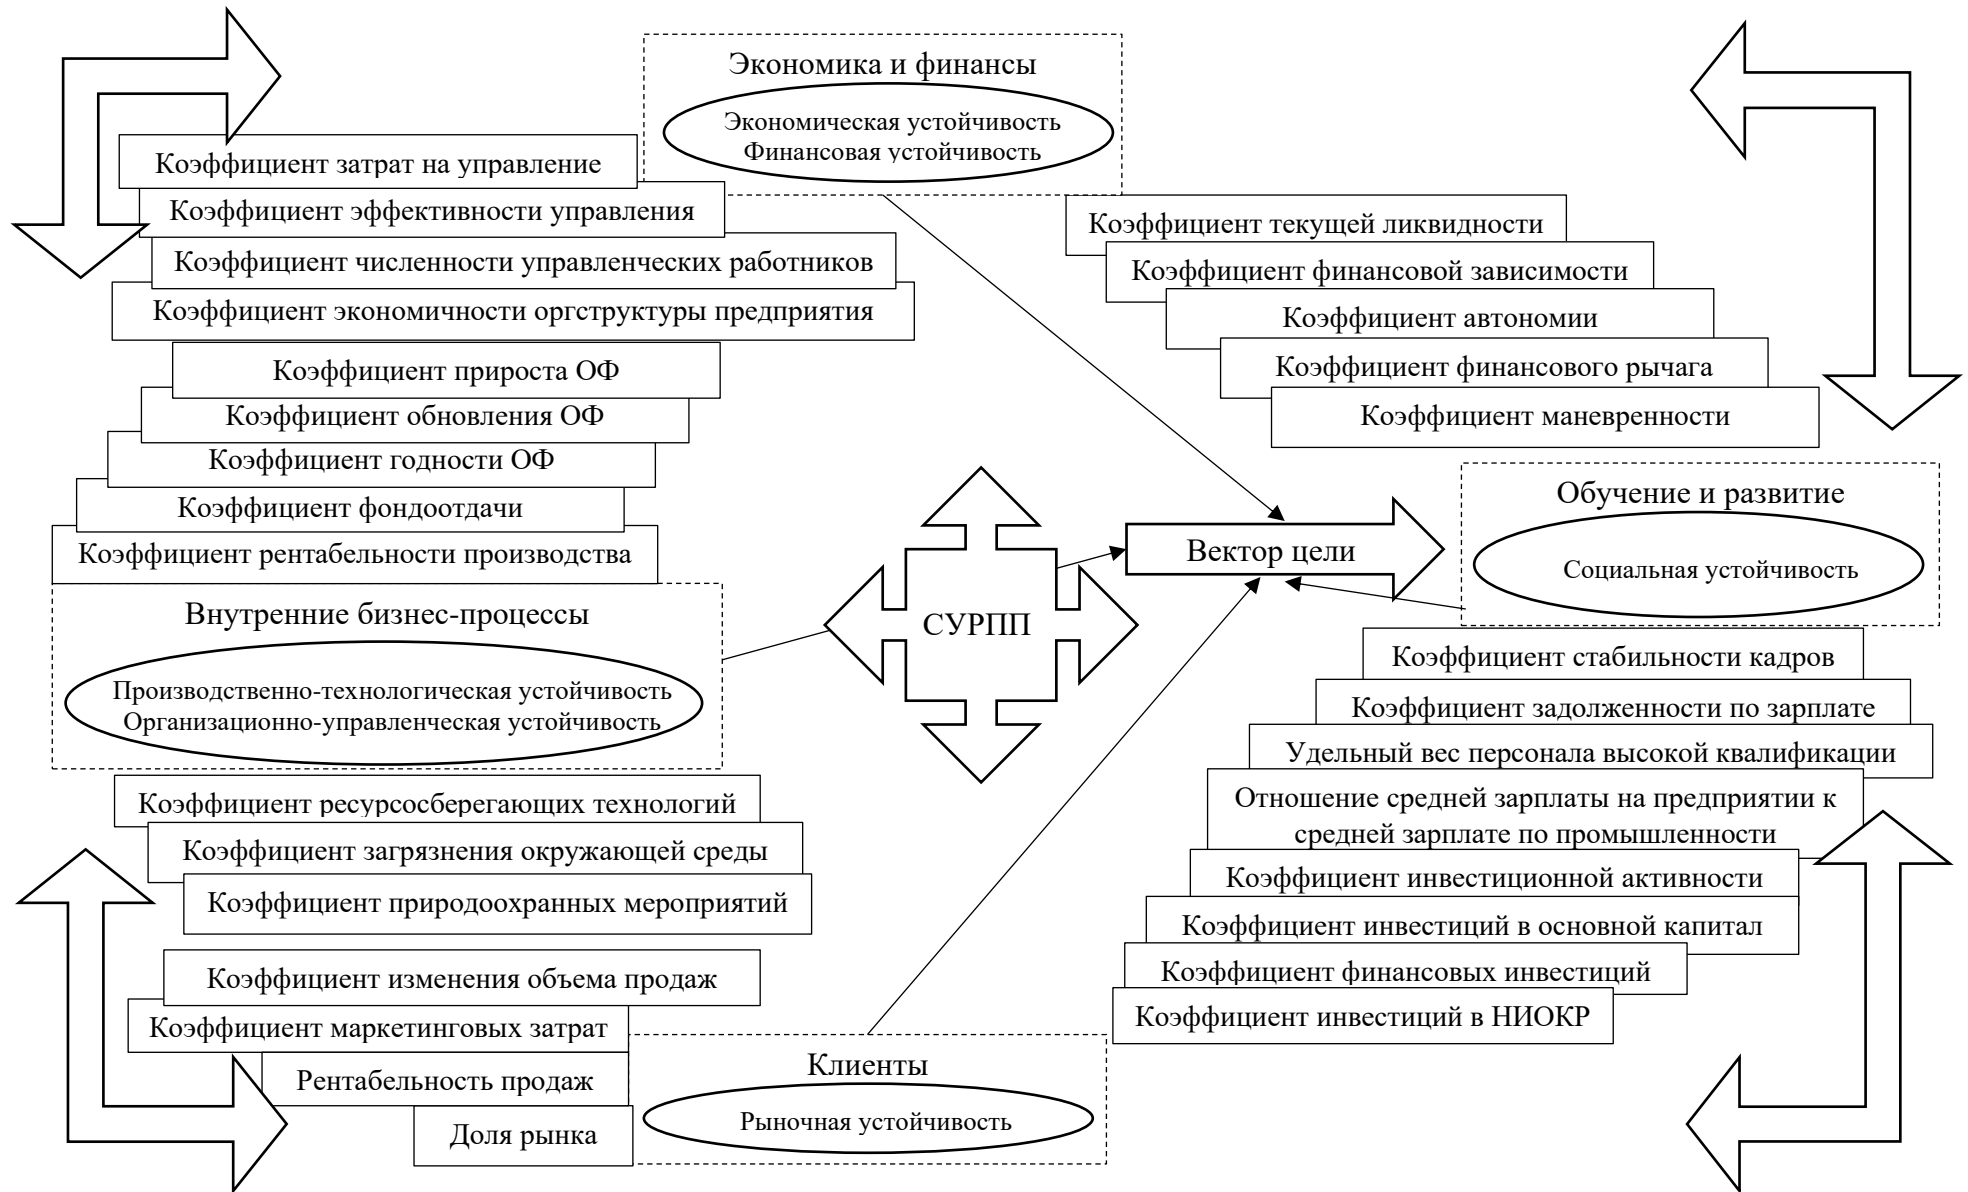 Экономика и финансы
Экономическая устойчивость
Финансовая устойчивость
Коэффициент затрат на управление
Коэффициент эффективности управления
Коэффициент численности управленческих работников
Коэффициент экономичности оргструктуры предприятия
Коэффициент прироста ОФ
Коэффициент обновления ОФ
Коэффициент годности ОФ
Коэффициент фондоотдачи
Коэффициент рентабельности производства
Внутренние бизнес-процессы
Производственно-технологическая устойчивость
Организационно-управленческая устойчивость
Коэффициент ресурсосберегающих технологий
Коэффициент загрязнения окружающей среды
Коэффициент природоохранных мероприятий
Коэффициент изменения объема продаж
Коэффициент маркетинговых затрат
Рентабельность продаж
Доля рынка
СУРПП
Вектор цели
Клиенты
Рыночная устойчивость
Коэффициент текущей ликвидности
Коэффициент финансовой зависимости
Коэффициент автономии
Коэффициент финансового рычага
Коэффициент маневренности
Обучение и развитие
Социальная устойчивость
Коэффициент стабильности кадров
Коэффициент задолженности по зарплате
Удельный вес персонала высокой квалификации
Отношение средней зарплаты на предприятии к
средней зарплате по промышленности
Коэффициент инвестиционной активности
Коэффициент инвестиций в основной капитал
Коэффициент финансовых инвестиций
Коэффициент инвестиций в НИОКР